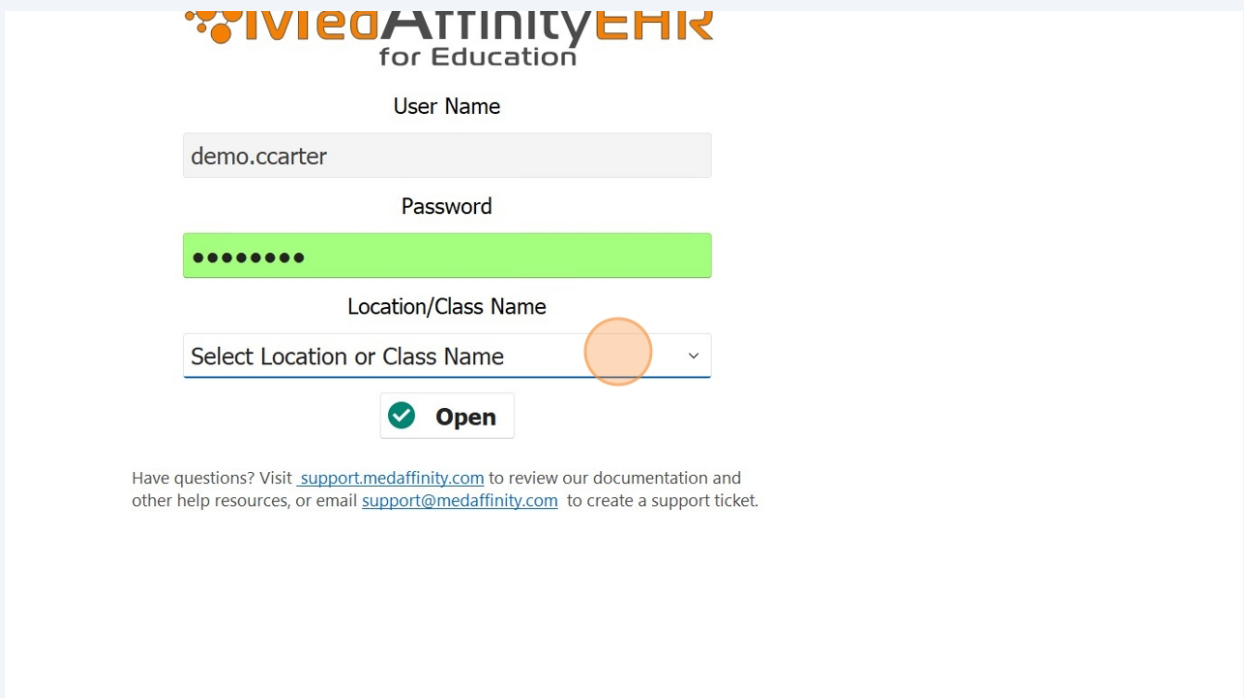 MedAffinityEHR
for Education
User Name
demo.ccarter
Password
Location/Class Name
Select Location or Class Name
Open
Have questions? Visit support.medaffinity.com to review our documentation and
other help resources, or email support@medaffinity.com to create a support ticket.